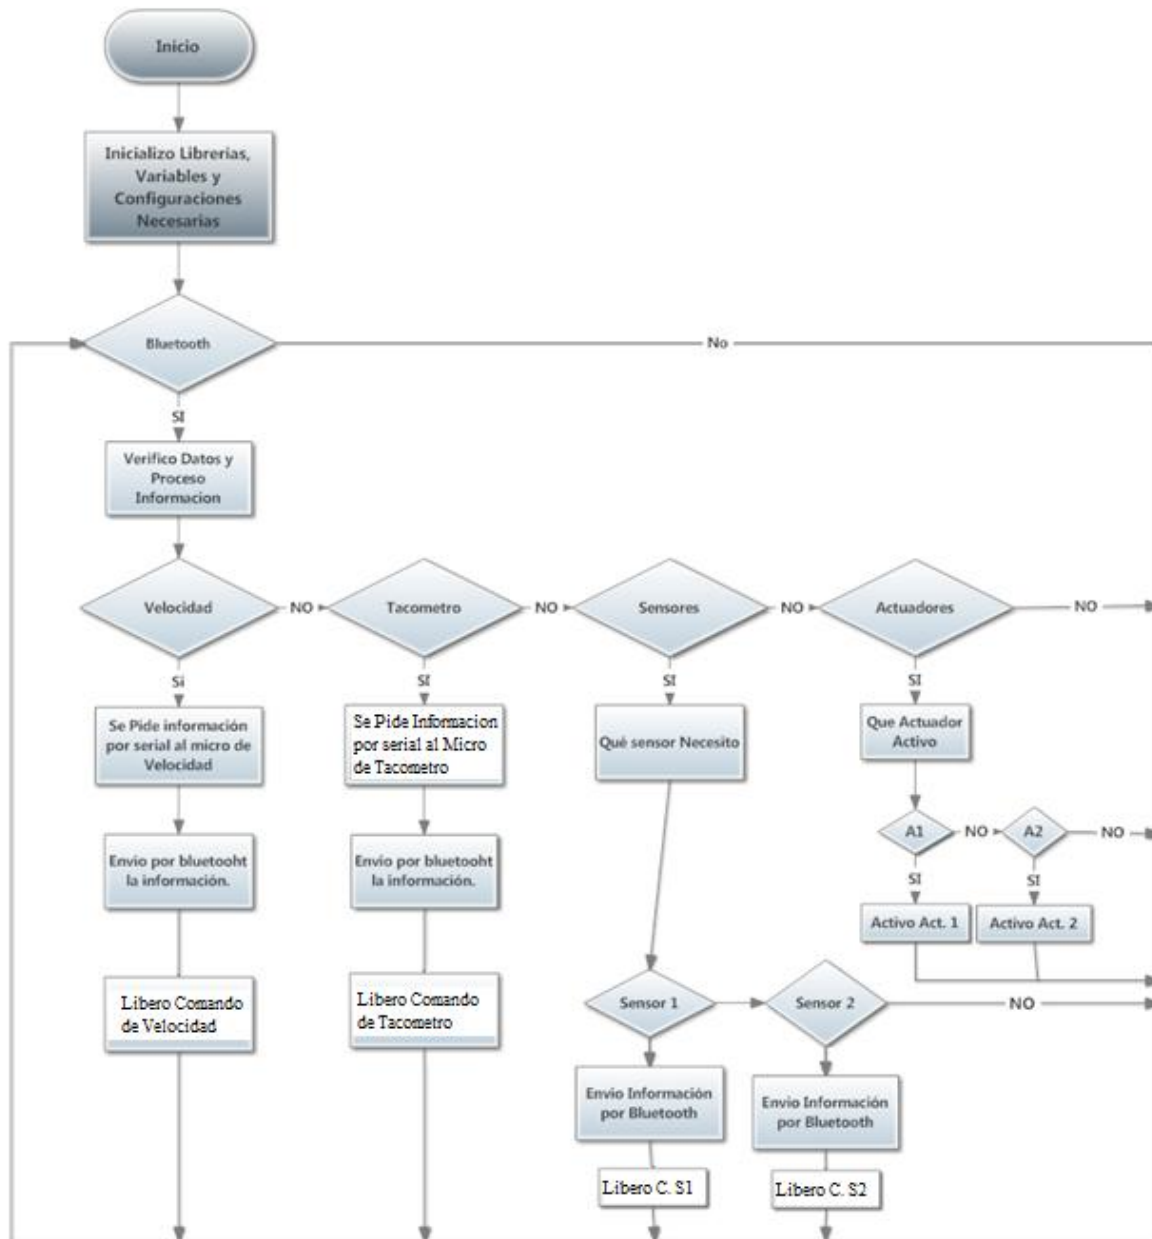 Inicio
Inicializo Librerias,
Variables y
Configuraciones
Necesarias
Bluetooth
No
SI
Verifico Datos y
Proceso
Informacion
Velocidad
NO
Tacometro
NO
Sensores
NO
Actuadores
NO
Si
SI
SI
SI
Se Pide información
por serial al micro de
Velocidad
Se Pide Informacion
por serial al Micro
de Tacometro
Qué sensor Necesito
Que Actuador
Activo
A1
NO
A2
NO
SI
SI
Envio por bluetooht
la información.
Envio por bluetooht
la información.
Activo Act. 1
Activo Act. 2
Libero Comando
de Velocidad
Libero Comando
de Tacometro
Sensor 1
Sensor 2
NO
Envio Información
por Bluetooth
Envio Información
por Bluetooth
Libero C. S1
Libero C. S2